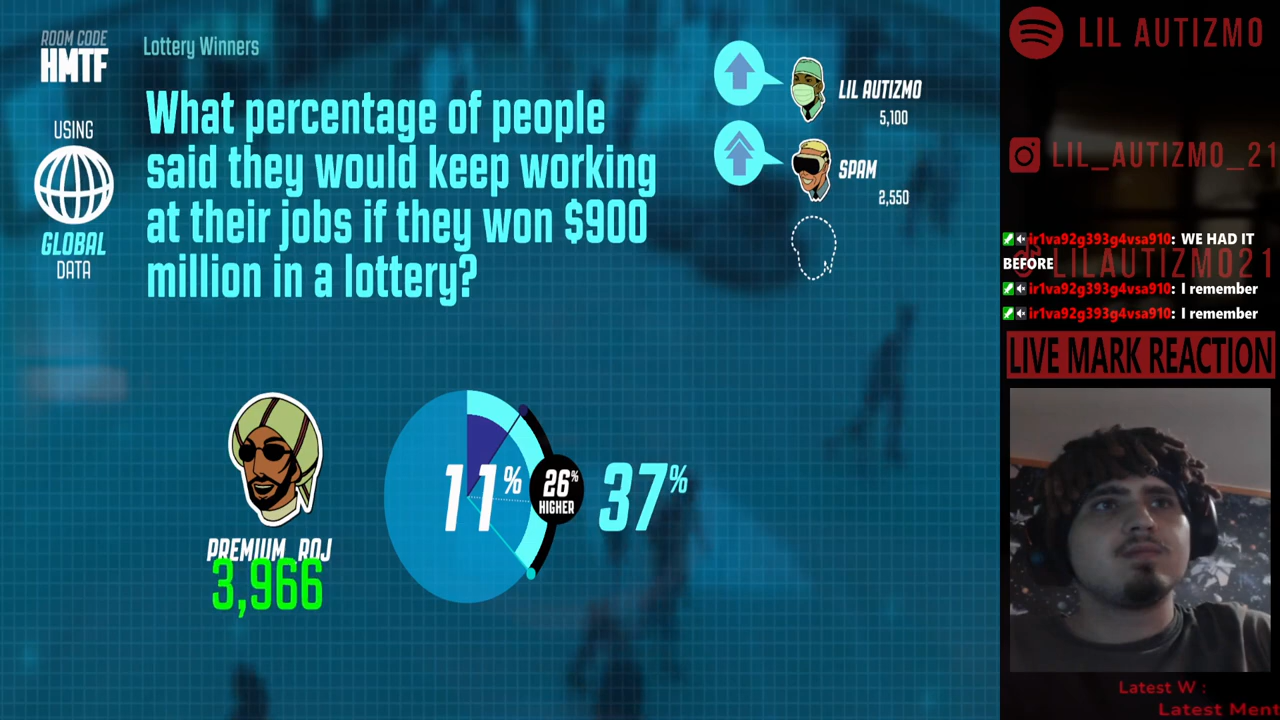 ROOM CODE
HMTF
USING
GLOBAL
DATA
Lottery Winners
What percentage of people
said they would keep working
at their jobs if they won $900
million in a lottery?
LIL AUTIZMO
5,100
SPAM
2,550
PREMIUM ROJ
3,966
11%
26%
HIGHER
37%
LIL AUTIZMO
LIL_AUTIZMO_21
LILAUTIZMO21
ir1va92g393g4vsa910: WE HAD IT
BEFORE
ir1va92g393g4vsa910: I remember
ir1va92g393g4vsa910: I remember
LIVE MARK REACTION
Latest W :
Latest Ment